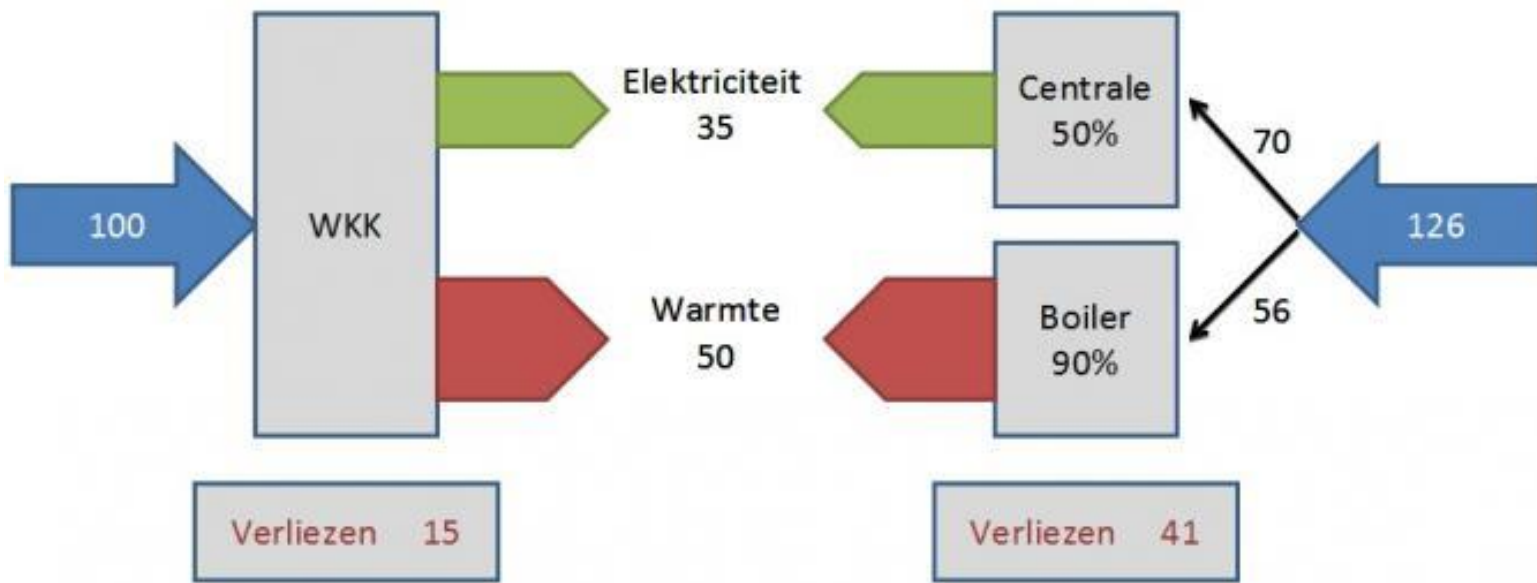 Elektriciteit
35
Centrale
50%
70
100
WKK
126
Warmte
50
Boiler
90%
56
Verliezen 15
Verliezen 41